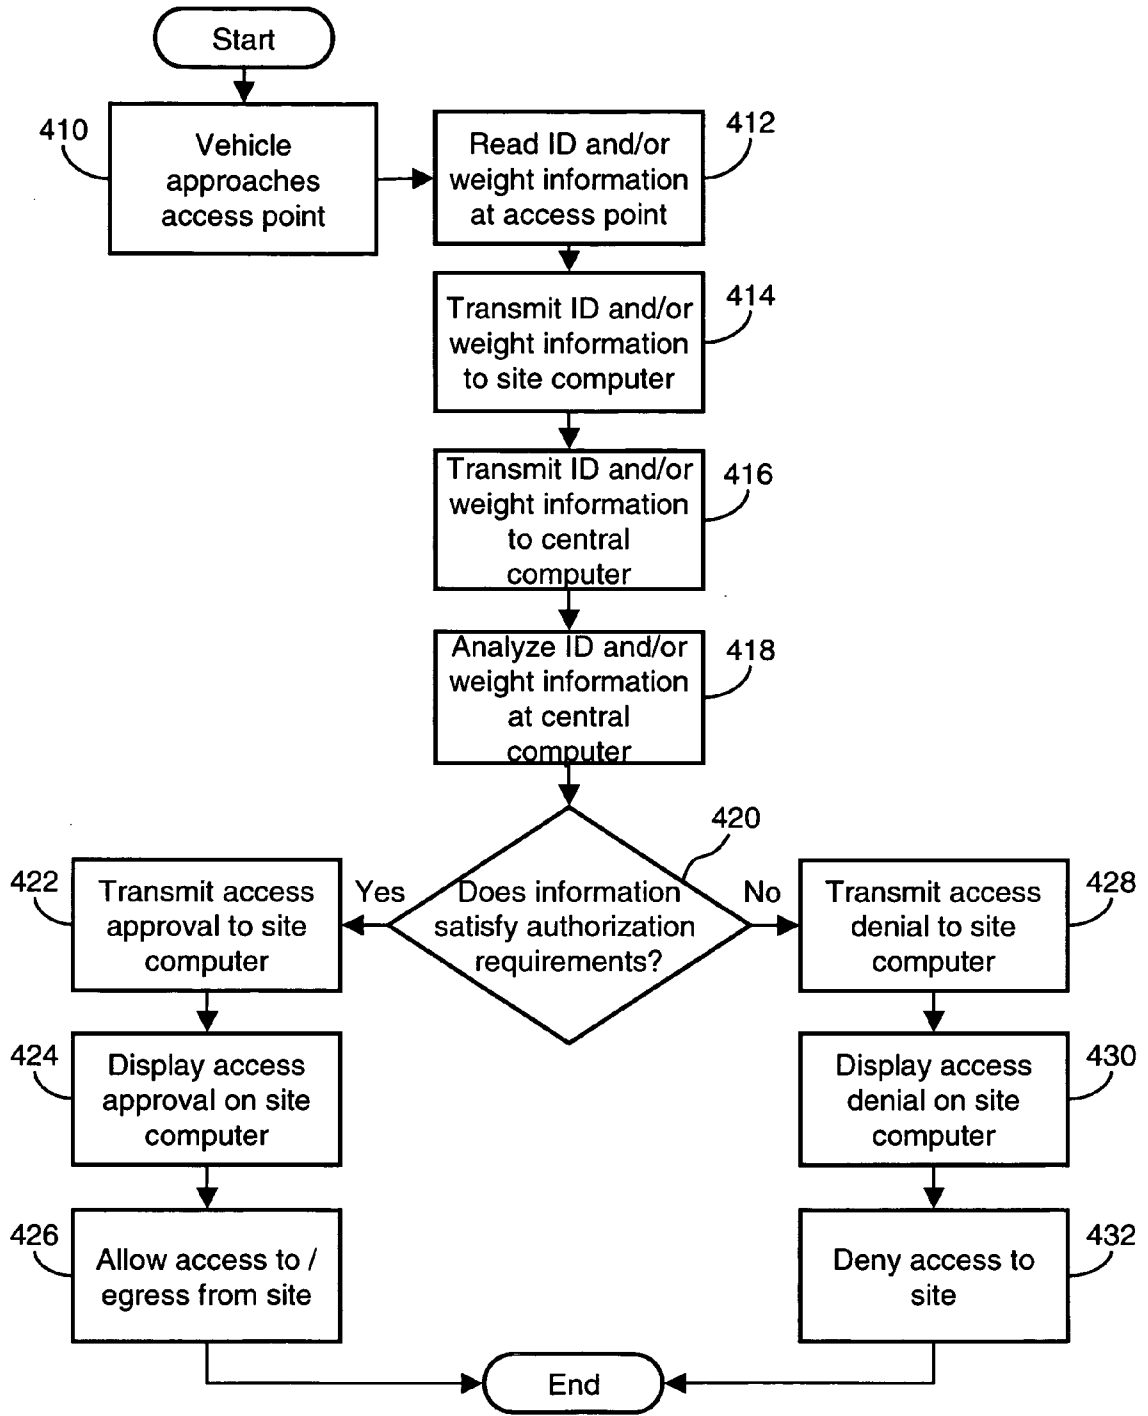 Start
410
Vehicle
approaches
access point
412
Read ID and/or
weight information
at access point
414
Transmit ID and/or
weight information
to site computer
416
Transmit ID and/or
weight information
to central
computer
418
Analyze ID and/or
weight information
at central
computer
420
Does information
satisfy authorization
requirements?
Yes
No
422
Transmit access
approval to site
computer
428
Transmit access
denial to site
computer
424
Display access
approval on site
computer
430
Display access
denial on site
computer
426
Allow access to /
egress from site
432
Deny access to
site
End